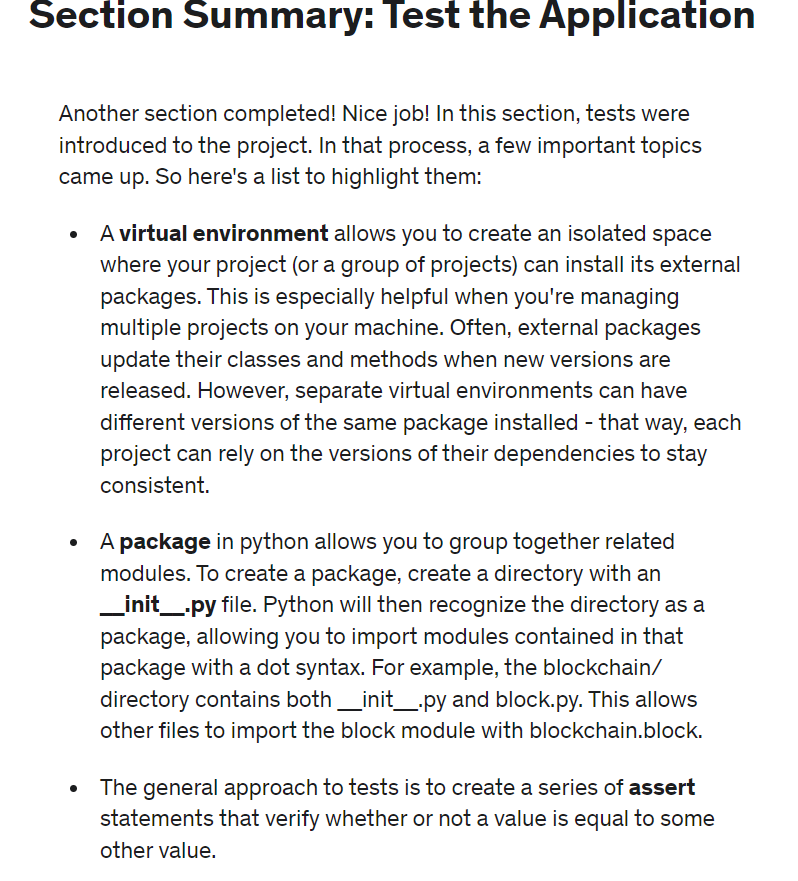 Section Summary: Test the Application
Another section completed! Nice job! In this section, tests were
introduced to the project. In that process, a few important topics
came up. So here's a list to highlight them:
• A virtual environment allows you to create an isolated space
where your project (or a group of projects) can install its external
packages. This is especially helpful when you're managing
multiple projects on your machine. Often, external packages
update their classes and methods when new versions are
released. However, separate virtual environments can have
different versions of the same package installed - that way, each
project can rely on the versions of their dependencies to stay
consistent.
• A package in python allows you to group together related
modules. To create a package, create a directory with an
__init__.py file. Python will then recognize the directory as a
package, allowing you to import modules contained in that
package with a dot syntax. For example, the blockchain/
directory contains both __init__.py and block.py. This allows
other files to import the block module with blockchain.block.
• The general approach to tests is to create a series of assert
statements that verify whether or not a value is equal to some
other value.